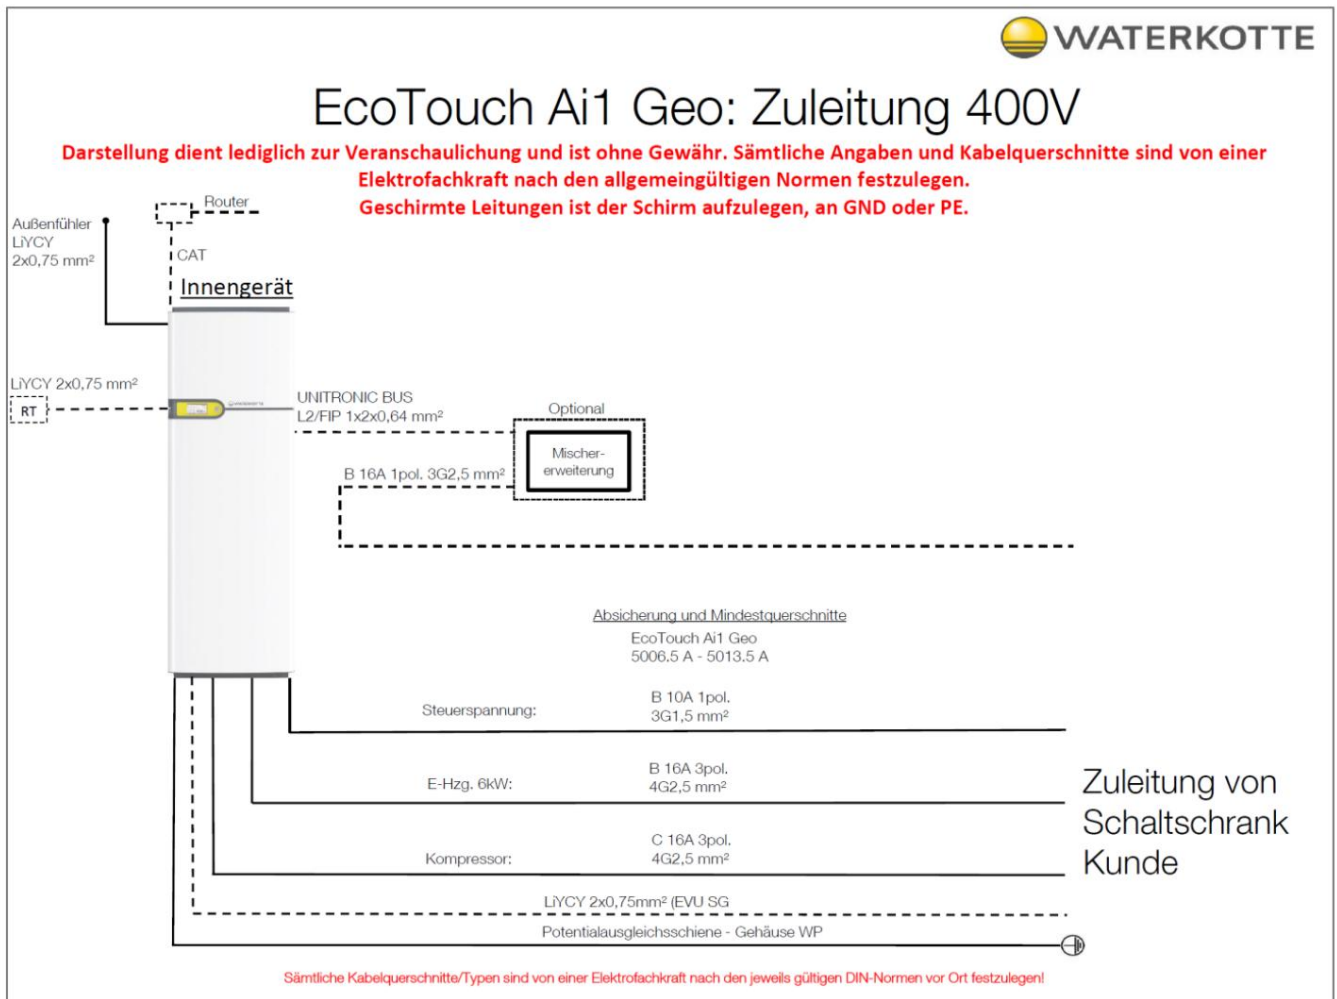 WATERKOTTE
EcoTouch Ai1 Geo: Zuleitung 400V
Darstellung dient lediglich zur Veranschaulichung und ist ohne Gewähr. Sämtliche Angaben und Kabelquerschnitte sind von einer
Elektrofachkraft nach den allgemeingültigen Normen festzulegen.
Geschirmte Leitungen ist der Schirm aufzulegen, an GND oder PE.
Router
Außenfühler
LiYCY
2x0,75 mm²
CAT
Innengerät
LiYCY 2x0,75 mm²
RT
UNITRONIC BUS
L2/FIP 1x2x0,64 mm²
Optional
Mischer-
erweiterung
B 16A 1pol. 3G2,5 mm²
Absicherung und Mindestquerschnitte
EcoTouch Ai1 Geo
5006.5 A - 5013.5 A
Steuerspannung:
B 10A 1pol.
3G1,5 mm²
E-Hzg. 6kW:
B 16A 3pol.
4G2,5 mm²
Kompressor:
C 16A 3pol.
4G2,5 mm²
Zuleitung von
Schaltschrank
Kunde
LiYCY 2x0,75mm² (EVU SG
Potentialausgleichsschiene - Gehäuse WP
Sämtliche Kabelquerschnitte/Typen sind von einer Elektrofachkraft nach den jeweils gültigen DIN-Normen vor Ort festzulegen!